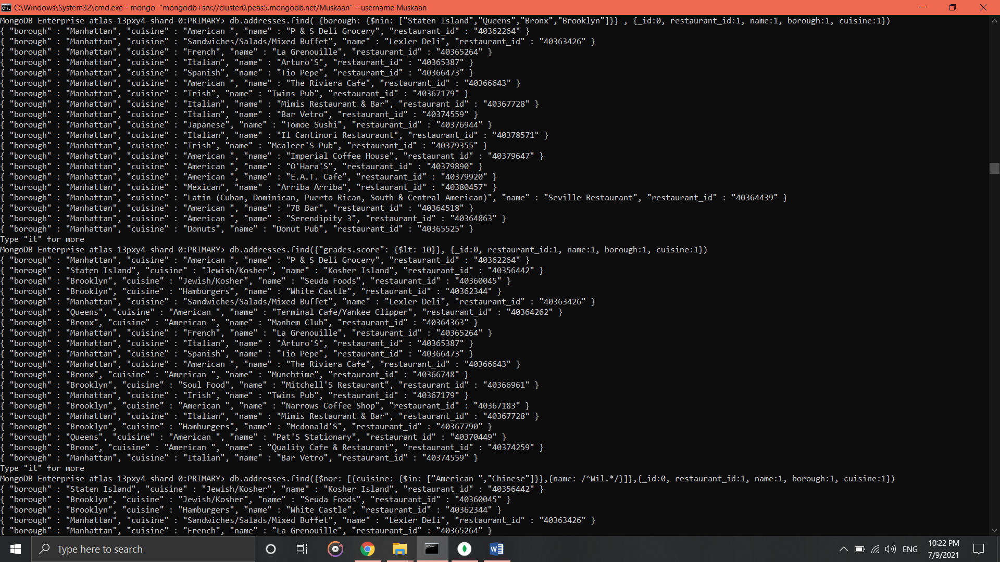 C:\Windows\System32\cmd.exe - mongo  "mongodb+srv://cluster0.peas5.mongodb.net/Muskaan" --username Muskaan
MongoDB Enterprise atlas-13pxy4-shard-0:PRIMARY> db.addresses.find( {borough: {$nin: ["Staten Island","Queens","Bronx","Brooklyn"]}} , {_id:0, restaurant_id:1, name:1, borough:1, cuisine:1})
{ "borough" : "Manhattan", "cuisine" : "American ", "name" : "P & S Deli Grocery", "restaurant_id" : "40362264" }
{ "borough" : "Manhattan", "cuisine" : "Sandwiches/Salads/Mixed Buffet", "name" : "Lexler Deli", "restaurant_id" : "40363426" }
{ "borough" : "Manhattan", "cuisine" : "French", "name" : "La Grenouille", "restaurant_id" : "40365264" }
{ "borough" : "Manhattan", "cuisine" : "Italian", "name" : "Arturo'S", "restaurant_id" : "40365387" }
{ "borough" : "Manhattan", "cuisine" : "Spanish", "name" : "Tio Pepe", "restaurant_id" : "40366473" }
{ "borough" : "Manhattan", "cuisine" : "American ", "name" : "The Riviera Cafe", "restaurant_id" : "40366643" }
{ "borough" : "Manhattan", "cuisine" : "Irish", "name" : "Twins Pub", "restaurant_id" : "40367179" }
{ "borough" : "Manhattan", "cuisine" : "Italian", "name" : "Mimis Restaurant & Bar", "restaurant_id" : "40367728" }
{ "borough" : "Manhattan", "cuisine" : "Italian", "name" : "Bar Vetro", "restaurant_id" : "40374559" }
{ "borough" : "Manhattan", "cuisine" : "Japanese", "name" : "Tomoe Sushi", "restaurant_id" : "40376944" }
{ "borough" : "Manhattan", "cuisine" : "Italian", "name" : "Il Cantinori Restauraunt", "restaurant_id" : "40378571" }
{ "borough" : "Manhattan", "cuisine" : "Irish", "name" : "Mcaleer'S Pub", "restaurant_id" : "40379355" }
{ "borough" : "Manhattan", "cuisine" : "American ", "name" : "Imperial Coffee House", "restaurant_id" : "40379647" }
{ "borough" : "Manhattan", "cuisine" : "American ", "name" : "O'Hara'S", "restaurant_id" : "40379890" }
{ "borough" : "Manhattan", "cuisine" : "American ", "name" : "E.A.T. Cafe", "restaurant_id" : "40379920" }
{ "borough" : "Manhattan", "cuisine" : "Mexican", "name" : "Arriba Arriba", "restaurant_id" : "40380457" }
{ "borough" : "Manhattan", "cuisine" : "Latin (Cuban, Dominican, Puerto Rican, South & Central American)", "name" : "Seville Restaurant", "restaurant_id" : "40364439" }
{ "borough" : "Manhattan", "cuisine" : "American ", "name" : "7B Bar", "restaurant_id" : "40364518" }
{ "borough" : "Manhattan", "cuisine" : "American ", "name" : "Serendipity 3", "restaurant_id" : "40364863" }
{ "borough" : "Manhattan", "cuisine" : "Donuts", "name" : "Donut Pub", "restaurant_id" : "40365525" }
Type "it" for more
MongoDB Enterprise atlas-13pxy4-shard-0:PRIMARY> db.addresses.find({"grades.score": {$lt: 10}}, {_id:0, restaurant_id:1, name:1, borough:1, cuisine:1})
{ "borough" : "Manhattan", "cuisine" : "American ", "name" : "P & S Deli Grocery", "restaurant_id" : "40362264" }
{ "borough" : "Staten Island", "cuisine" : "Jewish/Kosher", "name" : "Kosher Island", "restaurant_id" : "40356442" }
{ "borough" : "Brooklyn", "cuisine" : "Jewish/Kosher", "name" : "Seuda Foods", "restaurant_id" : "40360045" }
{ "borough" : "Brooklyn", "cuisine" : "Hamburgers", "name" : "White Castle", "restaurant_id" : "40362344" }
{ "borough" : "Manhattan", "cuisine" : "Sandwiches/Salads/Mixed Buffet", "name" : "Lexler Deli", "restaurant_id" : "40363426" }
{ "borough" : "Queens", "cuisine" : "American ", "name" : "Terminal Cafe/Yankee Clipper", "restaurant_id" : "40364262" }
{ "borough" : "Bronx", "cuisine" : "American ", "name" : "Manhem Club", "restaurant_id" : "40364363" }
{ "borough" : "Manhattan", "cuisine" : "French", "name" : "La Grenouille", "restaurant_id" : "40365264" }
{ "borough" : "Manhattan", "cuisine" : "Italian", "name" : "Arturo'S", "restaurant_id" : "40365387" }
{ "borough" : "Manhattan", "cuisine" : "Spanish", "name" : "Tio Pepe", "restaurant_id" : "40366473" }
{ "borough" : "Manhattan", "cuisine" : "American ", "name" : "The Riviera Cafe", "restaurant_id" : "40366643" }
{ "borough" : "Bronx", "cuisine" : "American ", "name" : "Munchtime", "restaurant_id" : "40366748" }
{ "borough" : "Brooklyn", "cuisine" : "Soul Food", "name" : "Mitchell'S Restaurant", "restaurant_id" : "40366961" }
{ "borough" : "Manhattan", "cuisine" : "Irish", "name" : "Twins Pub", "restaurant_id" : "40367179" }
{ "borough" : "Brooklyn", "cuisine" : "American ", "name" : "Narrows Coffee Shop", "restaurant_id" : "40367183" }
{ "borough" : "Manhattan", "cuisine" : "Italian", "name" : "Mimis Restaurant & Bar", "restaurant_id" : "40367728" }
{ "borough" : "Brooklyn", "cuisine" : "Hamburgers", "name" : "Mcdonald'S", "restaurant_id" : "40367790" }
{ "borough" : "Queens", "cuisine" : "American ", "name" : "Pat'S Stationary", "restaurant_id" : "40370449" }
{ "borough" : "Bronx", "cuisine" : "American ", "name" : "Quality Cafe & Restaurant", "restaurant_id" : "40374259" }
{ "borough" : "Manhattan", "cuisine" : "Italian", "name" : "Bar Vetro", "restaurant_id" : "40374559" }
Type "it" for more
MongoDB Enterprise atlas-13pxy4-shard-0:PRIMARY> db.addresses.find({$nor: [{cuisine: {$in: ["American ","Chinese"]}},{name: /^Wil.*/}]},{_id:0, restaurant_id:1, name:1, borough:1, cuisine:1})
{ "borough" : "Staten Island", "cuisine" : "Jewish/Kosher", "name" : "Kosher Island", "restaurant_id" : "40356442" }
{ "borough" : "Brooklyn", "cuisine" : "Jewish/Kosher", "name" : "Seuda Foods", "restaurant_id" : "40360045" }
{ "borough" : "Brooklyn", "cuisine" : "Hamburgers", "name" : "White Castle", "restaurant_id" : "40362344" }
{ "borough" : "Manhattan", "cuisine" : "Sandwiches/Salads/Mixed Buffet", "name" : "Lexler Deli", "restaurant_id" : "40363426" }
{ "borough" : "Manhattan", "cuisine" : "French", "name" : "La Grenouille", "restaurant_id" : "40365264" }
Type here to search
ENG
10:22 PM
7/9/2021